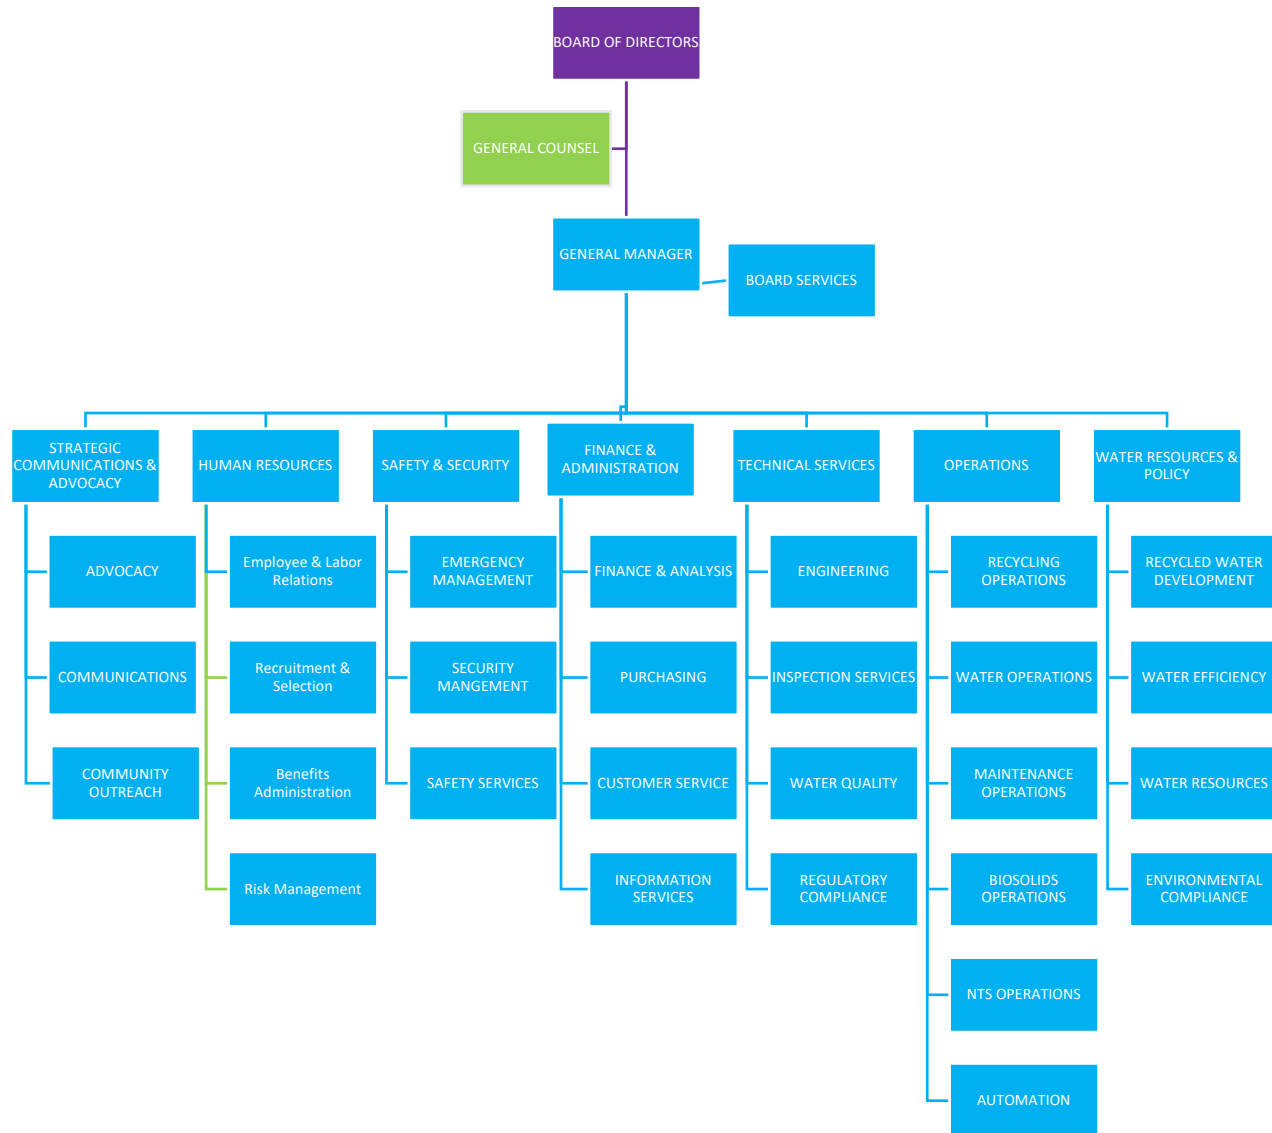 BOARD OF DIRECTORS
GENERAL COUNSEL
GENERAL MANAGER
BOARD SERVICES
STRATEGIC
COMMUNICATIONS &
ADVOCACY
HUMAN RESOURCES
SAFETY & SECURITY
FINANCE &
ADMINISTRATION
TECHNICAL SERVICES
OPERATIONS
WATER RESOURCES &
POLICY
ADVOCACY
Employee & Labor
Relations
EMERGENCY
MANAGEMENT
FINANCE & ANALYSIS
ENGINEERING
RECYCLING
OPERATIONS
RECYCLED WATER
DEVELOPMENT
COMMUNICATIONS
Recruitment &
Selection
SECURITY
MANGEMENT
PURCHASING
INSPECTION SERVICES
WATER OPERATIONS
WATER EFFICIENCY
COMMUNITY
OUTREACH
Benefits
Administration
SAFETY SERVICES
CUSTOMER SERVICE
WATER QUALITY
MAINTENANCE
OPERATIONS
WATER RESOURCES
Risk Management
INFORMATION
SERVICES
REGULATORY
COMPLIANCE
BIOSOLIDS
OPERATIONS
ENVIRONMENTAL
COMPLIANCE
NTS OPERATIONS
AUTOMATION